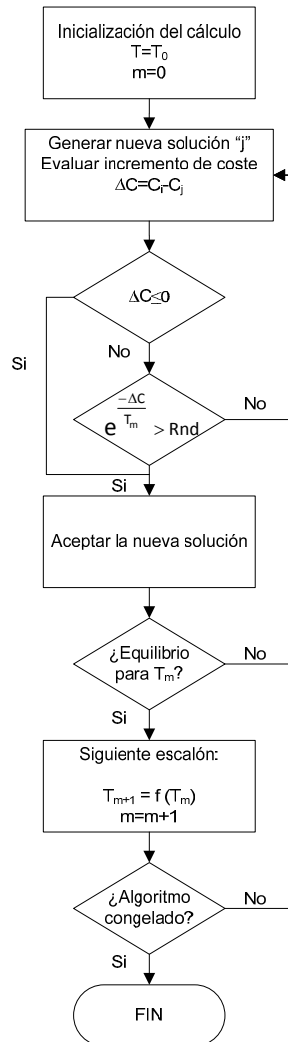 Inicialización del cálculo
T=T₀
m=0
Generar nueva solución “j”
Evaluar incremento de coste
ΔC=Cᵢ-Cⱼ
ΔC≤0
Si
No
e^(-ΔC/Tₘ) > Rnd
No
Si
Aceptar la nueva solución
¿Equilibrio
para Tₘ?
No
Si
Siguiente escalón:
Tₘ₊₁ = f (Tₘ)
m=m+1
¿Algoritmo
congelado?
No
Si
FIN